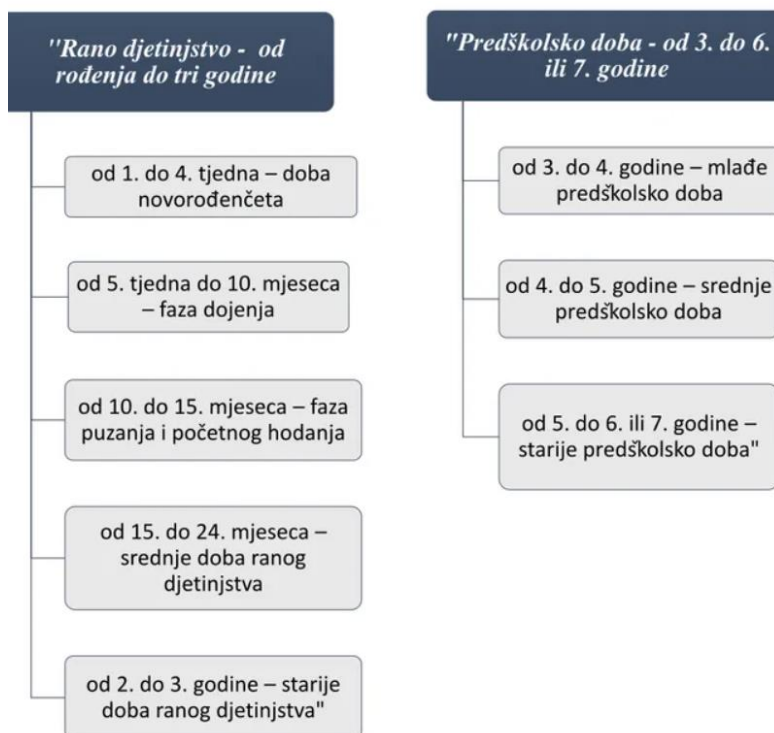 "Rano djetinjstvo - od
rođenja do tri godine
od 1. do 4. tjedna – doba
novorođenčeta
od 5. tjedna do 10. mjeseca
– faza dojenja
od 10. do 15. mjeseca – faza
puzanja i početnog hodanja
od 15. do 24. mjeseca –
srednje doba ranog
djetinjstva
od 2. do 3. godine – starije
doba ranog djetinjstva"
"Predškolsko doba - od 3. do 6.
ili 7. godine
od 3. do 4. godine – mlađe
predškolsko doba
od 4. do 5. godine – srednje
predškolsko doba
od 5. do 6. ili 7. godine –
starije predškolsko doba"